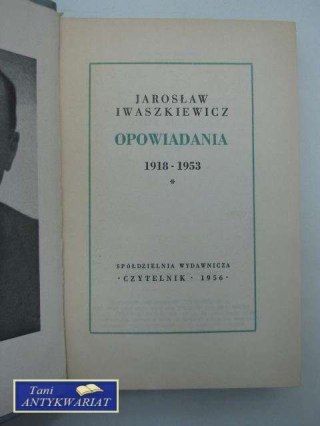 JAROSŁAW
IWASZKIEWICZ
OPOWIADANIA
1918 - 1953
*
SPÓŁDZIELNIA WYDAWNICZA
· CZYTELNIK · 1956 ·
Tani
ANTYKWARIAT